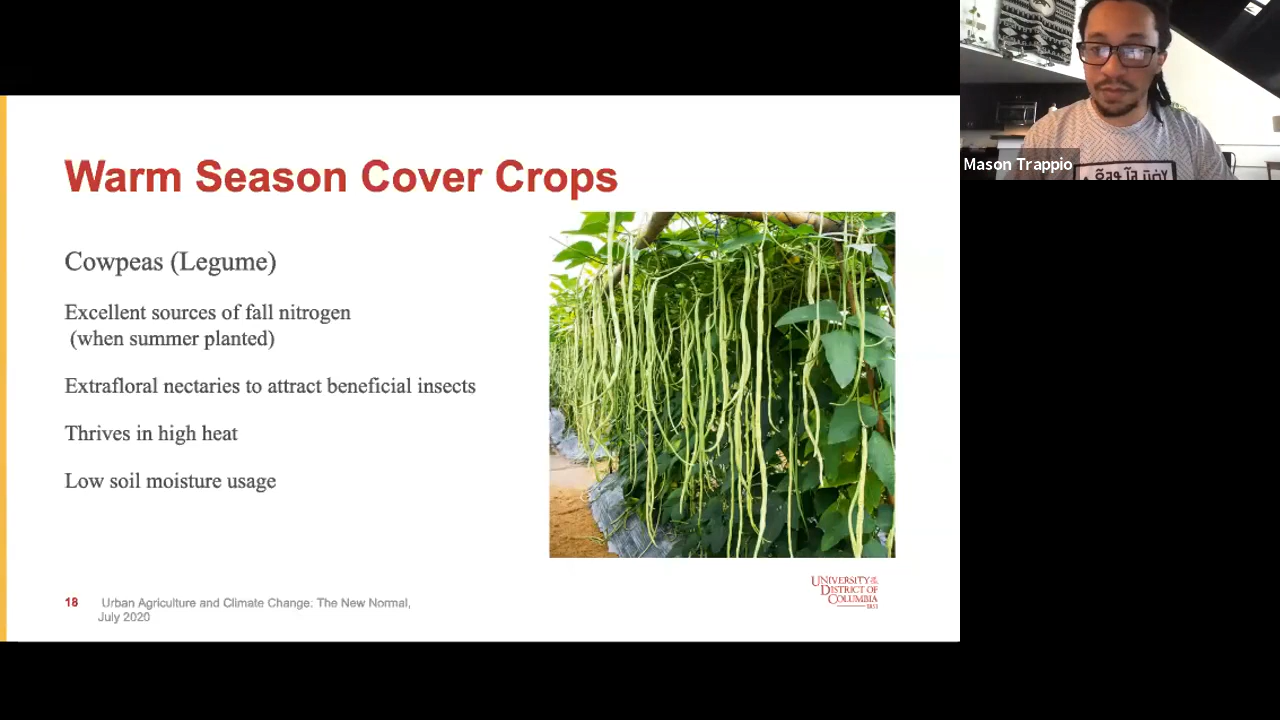 Warm Season Cover Crops
Cowpeas (Legume)
Excellent sources of fall nitrogen
(when summer planted)
Extrafloral nectaries to attract beneficial insects
Thrives in high heat
Low soil moisture usage
18 Urban Agriculture and Climate Change: The New Normal,
July 2020
UNIVERSITY OF THE
DISTRICT OF
COLUMBIA
1851
Mason Trappio